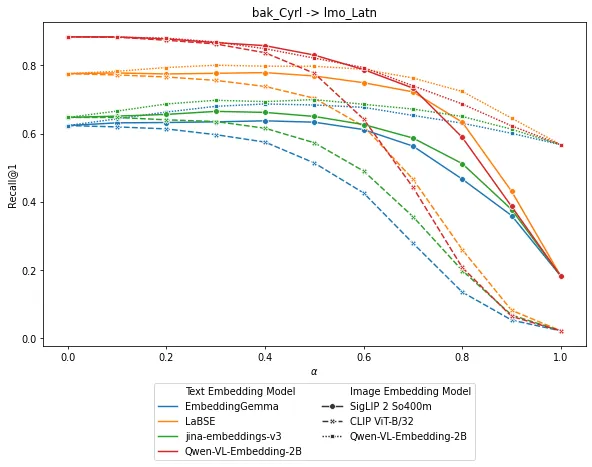 bak_Cyrl -> lmo_Latn
Recall@1
0.8
0.6
0.4
0.2
0.0
0.0 0.2 0.4 0.6 0.8 1.0
α
Text Embedding Model
EmbeddingGemma
LaBSE
jina-embeddings-v3
Qwen-VL-Embedding-2B
Image Embedding Model
SigLIP 2 So400m
CLIP ViT-B/32
Qwen-VL-Embedding-2B